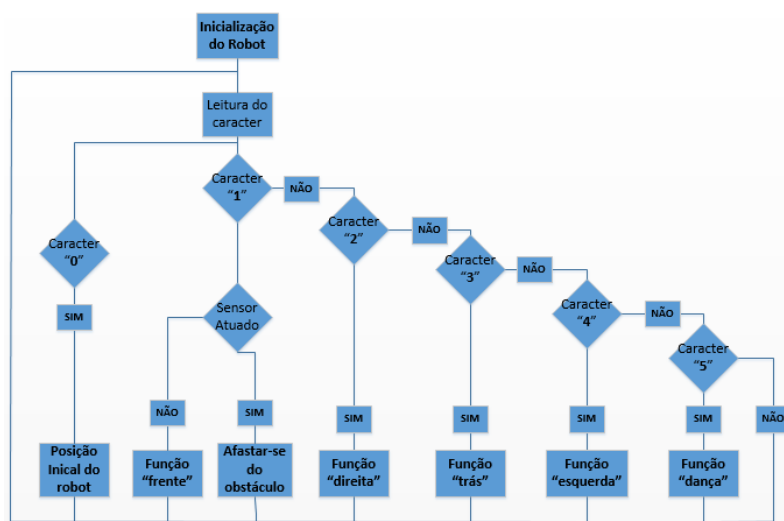 Inicialização
do Robot
Leitura do
caracter
Caracter
“1”
NÃO
Caracter
“2”
NÃO
Caracter
“3”
NÃO
Caracter
“4”
NÃO
Caracter
“5”
Caracter
“0”
SIM
Sensor
Atuado
NÃO
SIM
SIM
SIM
SIM
SIM
NÃO
Posição
Inical do
robot
Função
“frente”
Afastar-se
do
obstáculo
Função
“direita”
Função
“trás”
Função
“esquerda”
Função
“dança”